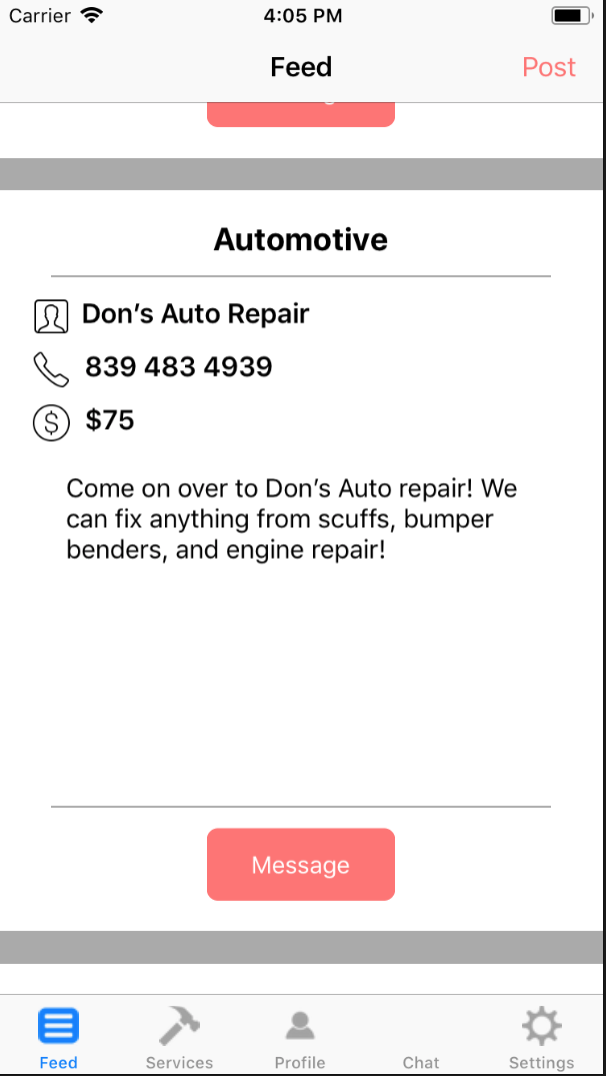 Carrier 4:05 PM
Feed Post
Automotive
Don’s Auto Repair
839 483 4939
$75
Come on over to Don’s Auto repair! We
can fix anything from scuffs, bumper
benders, and engine repair!
Message
Feed Services Profile Chat Settings